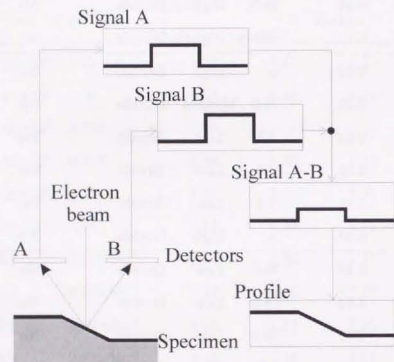 Signal A
Signal B
Signal A-B
Electron
beam
A
B
Detectors
Profile
Specimen